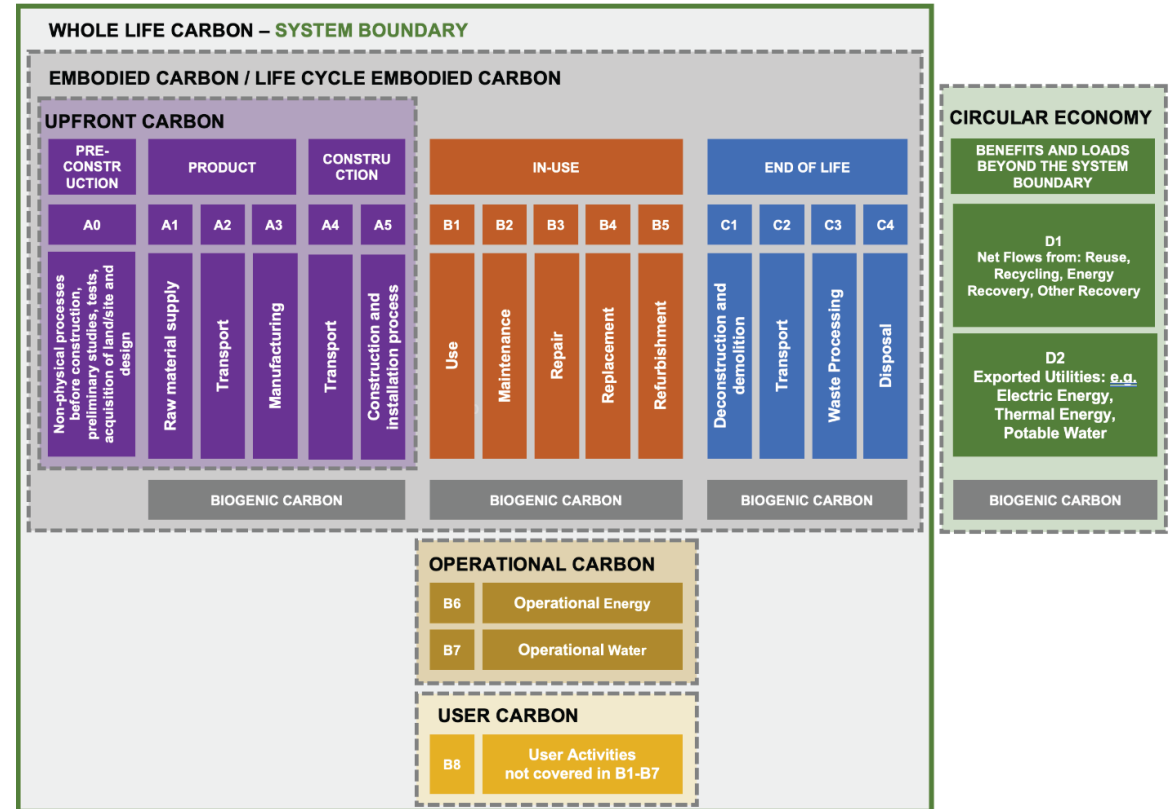 WHOLE LIFE CARBON – SYSTEM BOUNDARY
EMBODIED CARBON / LIFE CYCLE EMBODIED CARBON
UPFRONT CARBON
PRE-
CONSTR
UCTION
PRODUCT
CONSTRU
CTION
IN-USE
END OF LIFE
A0
A1
A2
A3
A4
A5
B1
B2
B3
B4
B5
C1
C2
C3
C4
Non-physical processes
before construction,
preliminary studies, tests,
acquisition of land/site and
design
Raw material supply
Transport
Manufacturing
Transport
Construction and
installation process
Use
Maintenance
Repair
Replacement
Refurbishment
Deconstruction and
demolition
Transport
Waste Processing
Disposal
BIOGENIC CARBON
BIOGENIC CARBON
BIOGENIC CARBON
OPERATIONAL CARBON
B6
Operational Energy
B7
Operational Water
USER CARBON
B8
User Activities
not covered in B1-B7
CIRCULAR ECONOMY
BENEFITS AND LOADS
BEYOND THE SYSTEM
BOUNDARY
D1
Net Flows from: Reuse,
Recycling, Energy
Recovery, Other Recovery
D2
Exported Utilities: e.g.
Electric Energy,
Thermal Energy,
Potable Water
BIOGENIC CARBON